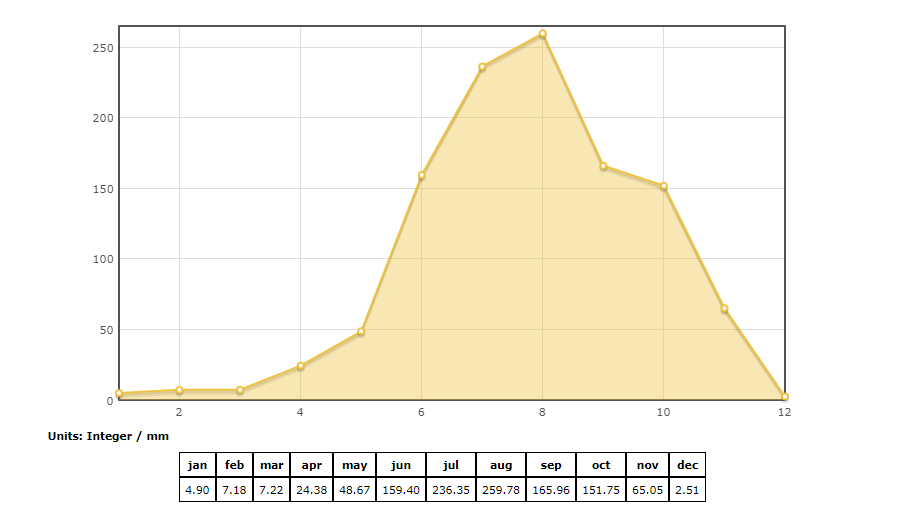 250
200
150
100
50
0
2 4 6 8 10 12
Units: Integer / mm
jan feb mar apr may jun jul aug sep oct nov dec
4.90 7.18 7.22 24.38 48.67 159.40 236.35 259.78 165.96 151.75 65.05 2.51